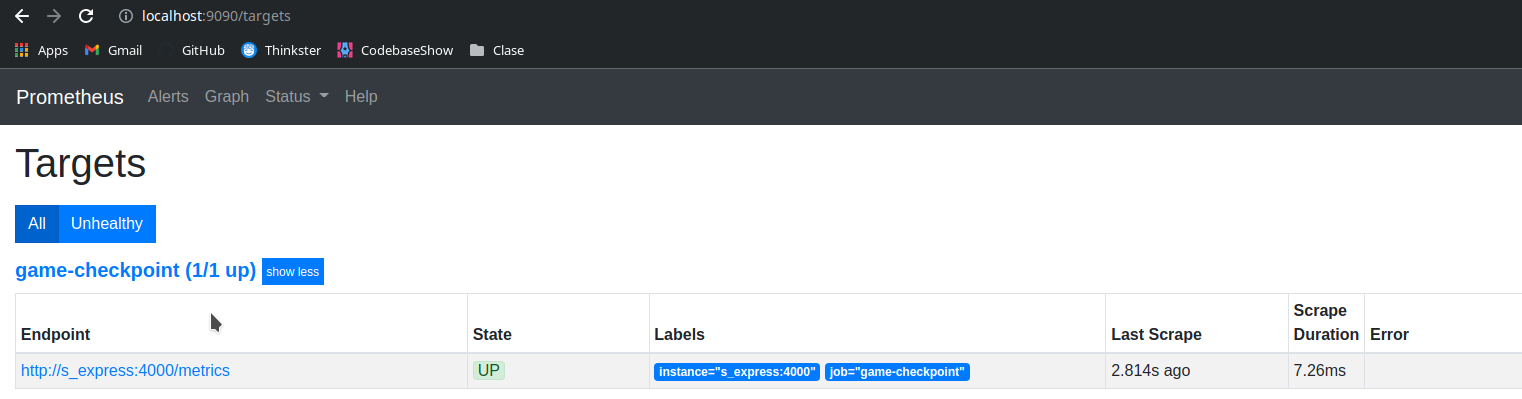 localhost:9090/targets
Apps Gmail GitHub Thinkster CodebaseShow Clase
Prometheus Alerts Graph Status Help
Targets
All Unhealthy
game-checkpoint (1/1 up) show less
Endpoint State Labels Last Scrape Scrape Duration Error
http://s_express:4000/metrics UP instance="s_express:4000" job="game-checkpoint" 2.814s ago 7.26ms